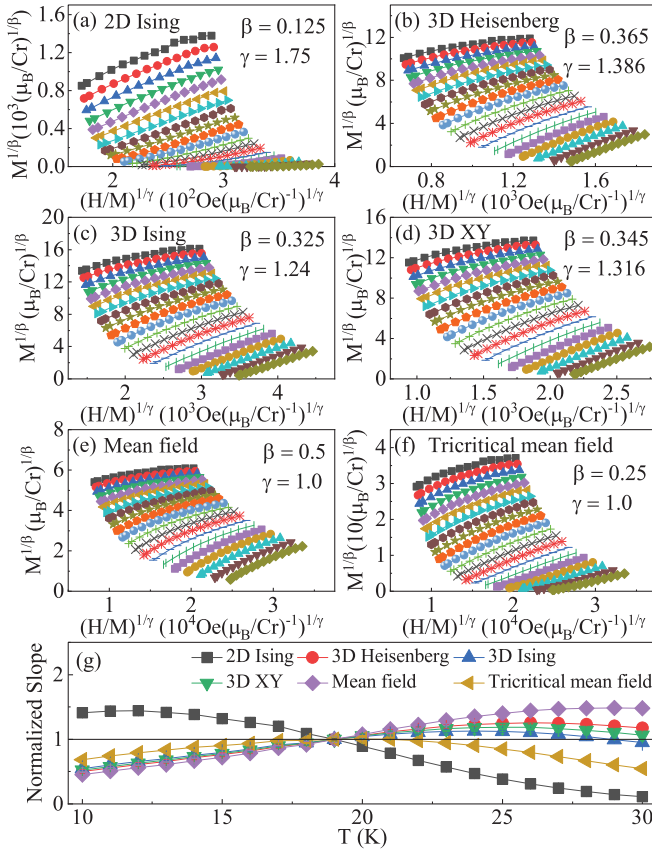 (a) 2D Ising
β = 0.125
γ = 1.75
M^{1/β}(10^3(μ_B/Cr)^{1/β})
1.6
1.2
0.8
0.4
0.0
2 3 4
(H/M)^{1/γ} (10^2Oe(μ_B/Cr)^{-1})^{1/γ}
(b) 3D Heisenberg
β = 0.365
γ = 1.386
M^{1/β}(μ_B/Cr)^{1/β}
15
12
9
6
3
0
0.8 1.2 1.6
(H/M)^{1/γ} (10^3Oe(μ_B/Cr)^{-1})^{1/γ}
(c) 3D Ising
β = 0.325
γ = 1.24
M^{1/β}(μ_B/Cr)^{1/β}
20
16
12
8
4
0
2 3 4
(H/M)^{1/γ} (10^3Oe(μ_B/Cr)^{-1})^{1/γ}
(d) 3D XY
β = 0.345
γ = 1.316
M^{1/β}(μ_B/Cr)^{1/β}
16
12
8
4
0
1.0 1.5 2.0 2.5
(H/M)^{1/γ} (10^3Oe(μ_B/Cr)^{-1})^{1/γ}
(e) Mean field
β = 0.5
γ = 1.0
M^{1/β}(μ_B/Cr)^{1/β}
8
6
4
2
0
1 2 3
(H/M)^{1/γ} (10^4Oe(μ_B/Cr)^{-1})^{1/γ}
(f) Tricritical mean field
β = 0.25
γ = 1.0
M^{1/β}(10(μ_B/Cr)^{1/β})
4
3
2
1
0
1 2 3
(H/M)^{1/γ} (10^4Oe(μ_B/Cr)^{-1})^{1/γ}
(g)
2D Ising 3D Heisenberg 3D Ising
3D XY Mean field Tricritical mean field
Normalized Slope
2
1
0
10 15 20 25 30
T (K)